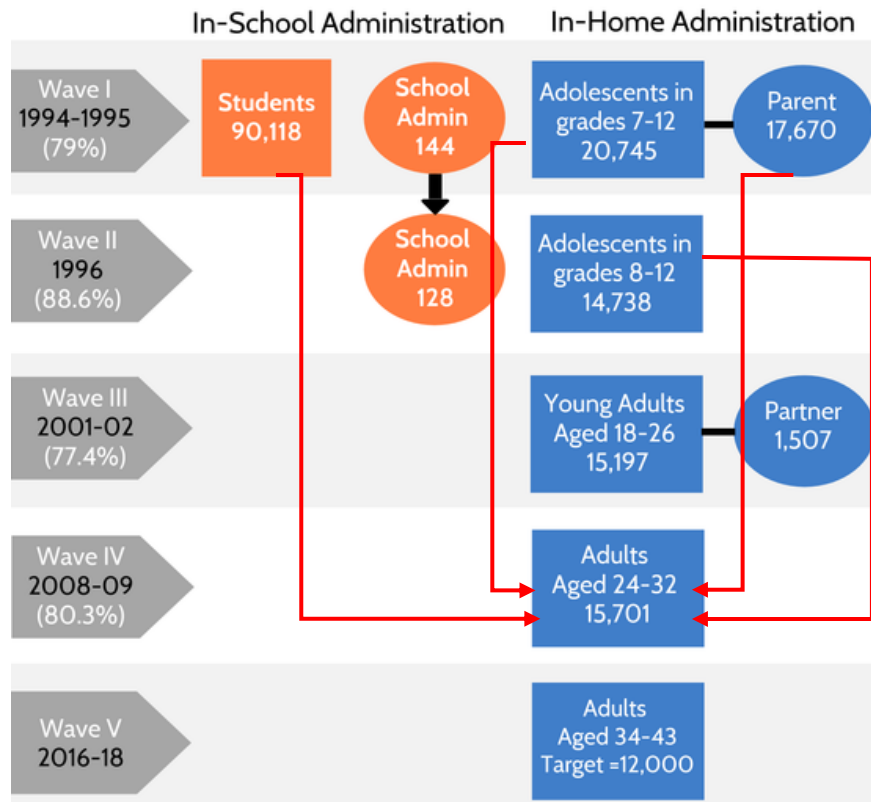 In-School Administration
In-Home Administration
Wave I
1994-1995
(79%)
Students
90,118
School
Admin
144
Adolescents in
grades 7-12
20,745
Parent
17,670
Wave II
1996
(88.6%)
School
Admin
128
Adolescents in
grades 8-12
14,738
Wave III
2001-02
(77.4%)
Young Adults
Aged 18-26
15,197
Partner
1,507
Wave IV
2008-09
(80.3%)
Adults
Aged 24-32
15,701
Wave V
2016-18
Adults
Aged 34-43
Target =12,000